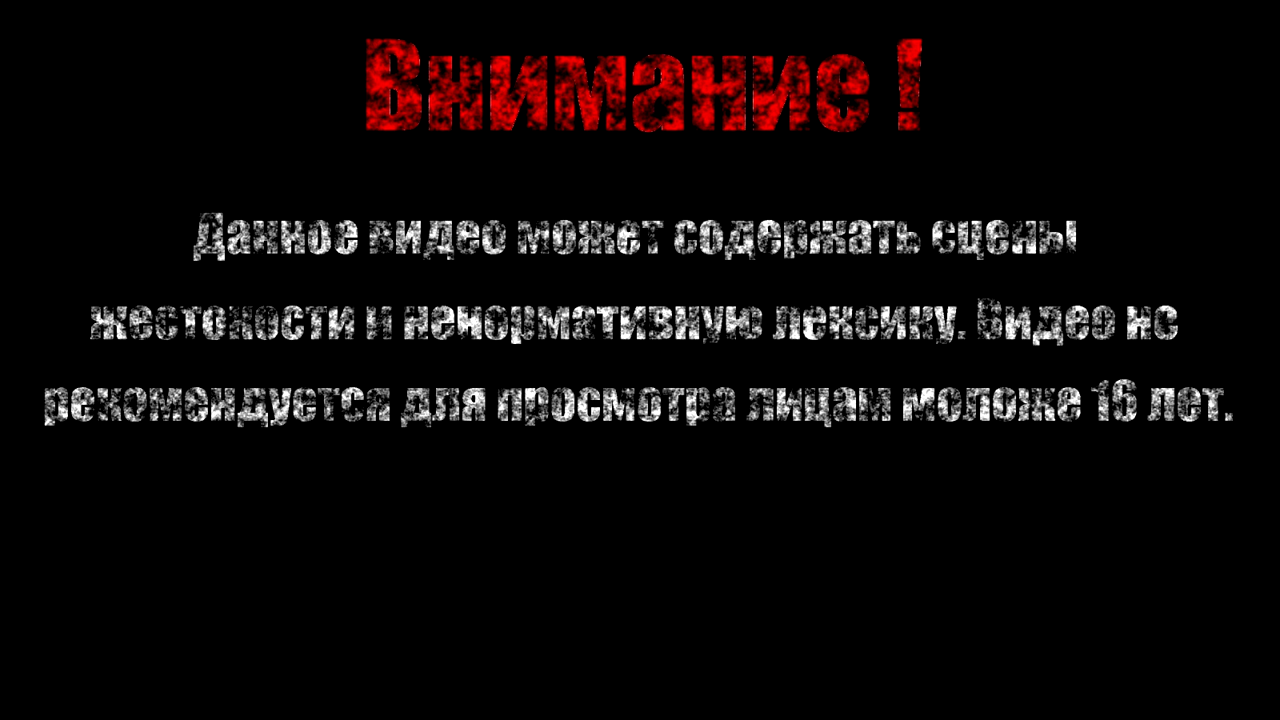 Внимание !
Данное видео может содержать сцены
жестокости и ненормативную лексику. Видео не
рекомендуется для просмотра лицам моложе 16 лет.